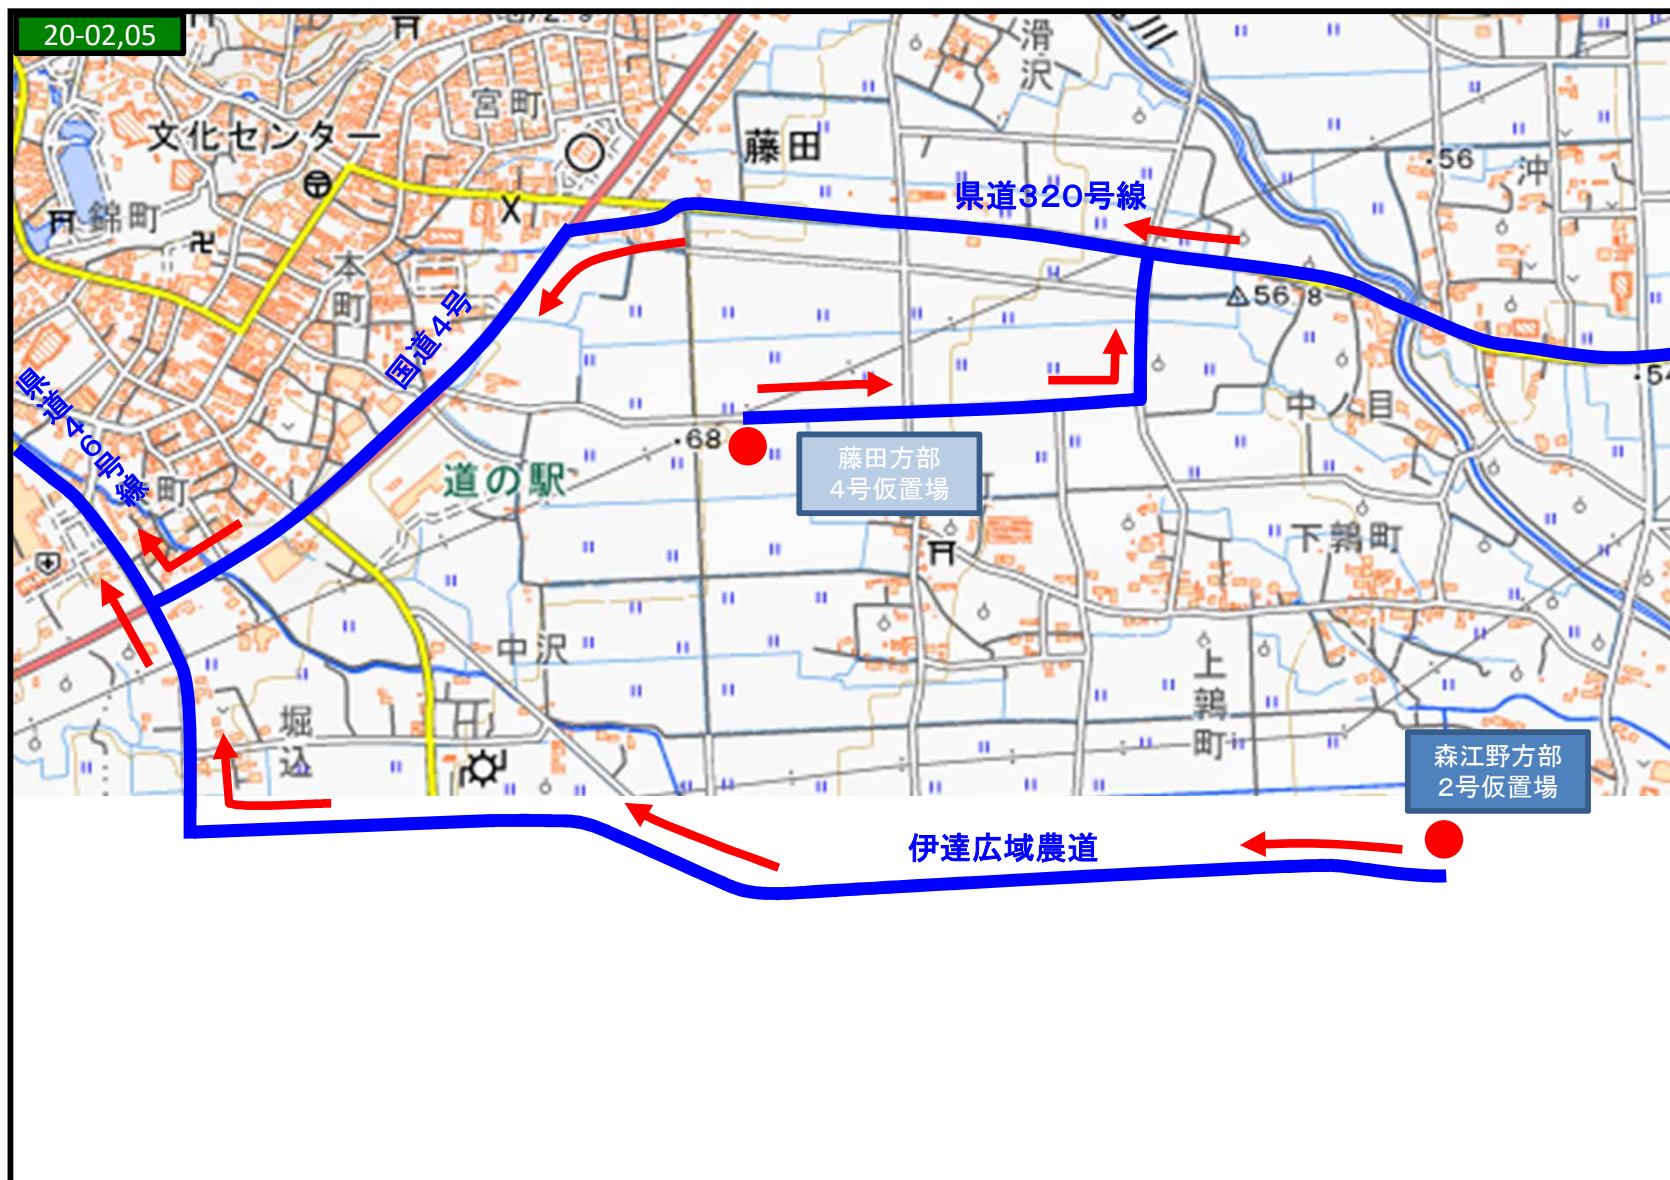 20-02,05
宮町
滑
沢
川
文化センター
藤田
・56
沖
県道320号線
錦町
本
町
56.8
国道4号
県道46号線
・54
中ノ目
・68
藤田方部
4号仮置場
道の駅
町
町
下鶉町
中沢
上
鶉
町
堀
込
森江野方部
2号仮置場
伊達広域農道